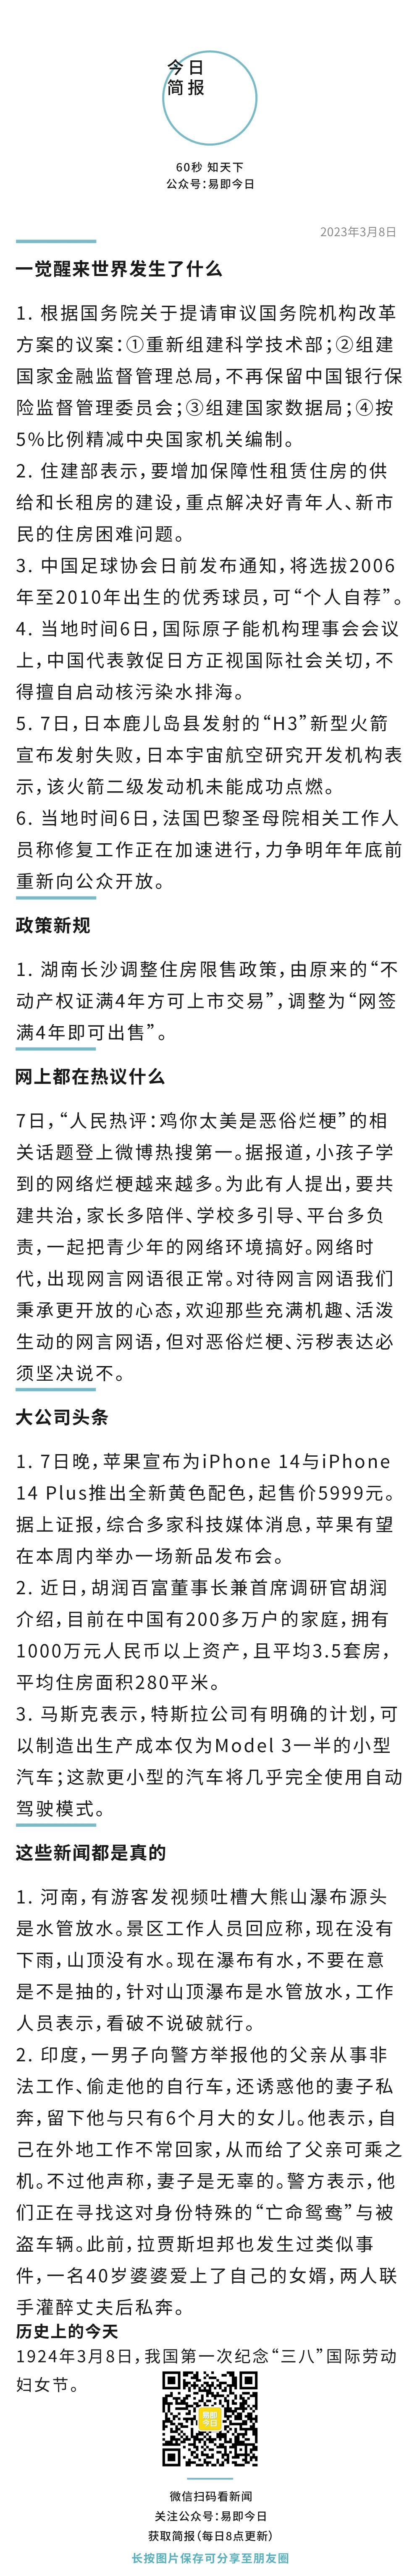 今日
简报
60秒 知天下
公众号：易即今日
2023年3月8日
一觉醒来世界发生了什么
1. 根据国务院关于提请审议国务院机构改革
方案的议案：①重新组建科学技术部；②组建
国家金融监督管理总局，不再保留中国银行保
险监督管理委员会；③组建国家数据局；④按
5%比例精减中央国家机关编制。
2. 住建部表示，要增加保障性租赁住房的供
给和长租房的建设，重点解决好青年人、新市
民的住房困难问题。
3. 中国足球协会日前发布通知，将选拔2006
年至2010年出生的优秀球员，可“个人自荐”。
4. 当地时间6日，国际原子能机构理事会会议
上，中国代表敦促日方正视国际社会关切，不
得擅自启动核污染水排海。
5. 7日，日本鹿儿岛县发射的“H3”新型火箭
宣布发射失败，日本宇宙航空研究开发机构表
示，该火箭二级发动机未能成功点燃。
6. 当地时间6日，法国巴黎圣母院相关工作人
员称修复工作正在加速进行，力争明年年底前
重新向公众开放。
政策新规
1. 湖南长沙调整住房限售政策，由原来的“不
动产权证满4年方可上市交易”，调整为“网签
满4年即可出售”。
网上都在热议什么
7日，“人民热评：鸡你太美是恶俗烂梗”的相
关话题登上微博热搜第一。据报道，小孩子学
到的网络烂梗越来越多。为此有人提出，要共
建共治，家长多陪伴、学校多引导、平台多负
责，一起把青少年的网络环境搞好。网络时
代，出现网言网语很正常。对待网言网语我们
秉承更开放的心态，欢迎那些充满机趣、活泼
生动的网言网语，但对恶俗烂梗、污秽表达必
须坚决说不。
大公司头条
1. 7日晚，苹果宣布为iPhone 14与iPhone
14 Plus推出全新黄色配色，起售价5999元。
据上证报，综合多家科技媒体消息，苹果有望
在本周内举办一场新品发布会。
2. 近日，胡润百富董事长兼首席调研官胡润
介绍，目前在中国有200多万户的家庭，拥有
1000万元人民币以上资产，且平均3.5套房，
平均住房面积280平米。
3. 马斯克表示，特斯拉公司有明确的计划，可
以制造出生产成本仅为Model 3一半的小型
汽车；这款更小型的汽车将几乎完全使用自动
驾驶模式。
这些新闻都是真的
1. 河南，有游客发视频吐槽大熊山瀑布源头
是水管放水。景区工作人员回应称，现在没有
下雨，山顶没有水。现在瀑布有水，不要在意
是不是抽的，针对山顶瀑布是水管放水，工作
人员表示，看破不说破就行。
2. 印度，一男子向警方举报他的父亲从事非
法工作、偷走他的自行车，还诱惑他的妻子私
奔，留下他与只有6个月大的女儿。他表示，自
己在外地工作不常回家，从而给了父亲可乘之
机。不过他声称，妻子是无辜的。警方表示，他
们正在寻找这对身份特殊的“亡命鸳鸯”与被
盗车辆。此前，拉贾斯坦邦也发生过类似事
件，一名40岁婆婆爱上了自己的女婿，两人联
手灌醉丈夫后私奔。
历史上的今天
1924年3月8日，我国第一次纪念“三八”国际劳动
妇女节。
易即
今日
微信扫码看新闻
关注公众号：易即今日
获取简报（每日8点更新）
长按图片保存可分享至朋友圈